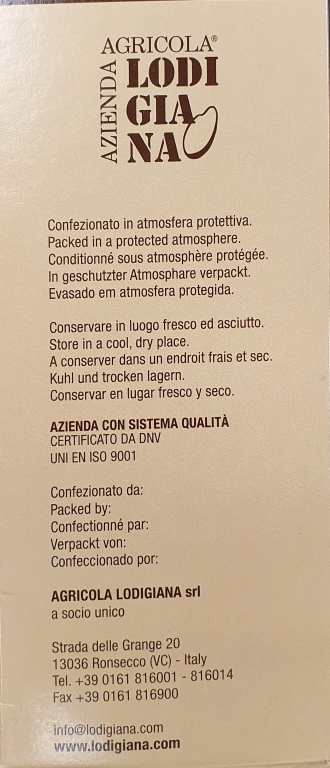 AZIENDA
AGRICOLA®
LODI
GIA
NA
Confezionato in atmosfera protettiva.
Packed in a protected atmosphere.
Conditionné sous atmosphère protégée.
In geschutzter Atmosphare verpackt.
Evasado em atmosfera protegida.
Conservare in luogo fresco ed asciutto.
Store in a cool, dry place.
A conserver dans un endroit frais et sec.
Kuhl und trocken lagern.
Conservar en lugar fresco y seco.
AZIENDA CON SISTEMA QUALITÀ
CERTIFICATO DA DNV
UNI EN ISO 9001
Confezionato da:
Packed by:
Confectionné par:
Verpackt von:
Confeccionado por:
AGRICOLA LODIGIANA srl
a socio unico
Strada delle Grange 20
13036 Ronsecco (VC) - Italy
Tel. +39 0161 816001 - 816014
Fax +39 0161 816900
info@lodigiana.com
www.lodigiana.com